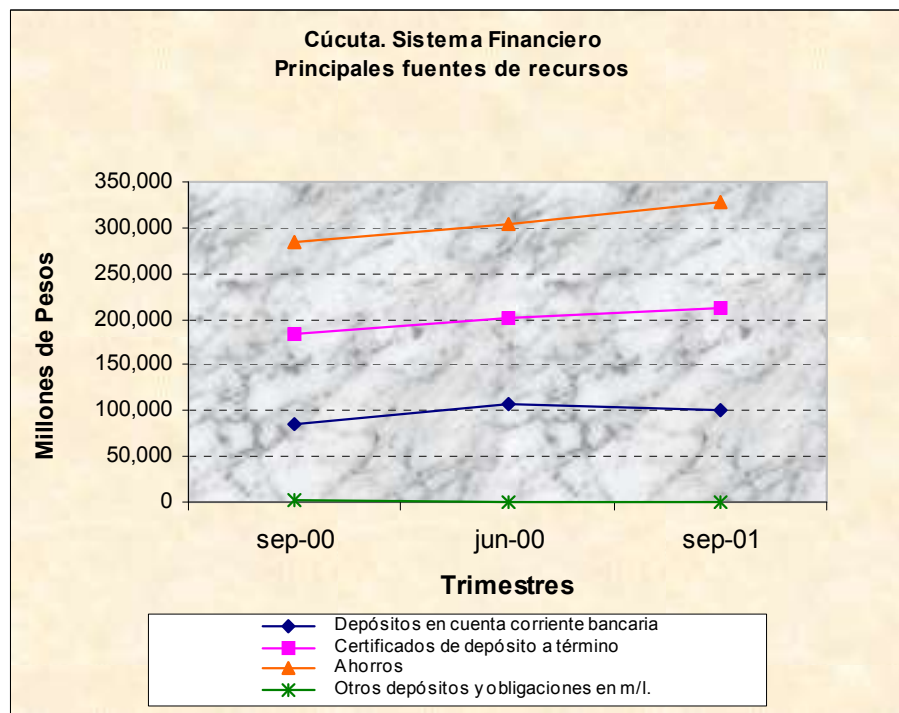 Cúcuta. Sistema Financiero
Principales fuentes de recursos
Millones de Pesos
350,000
300,000
250,000
200,000
150,000
100,000
50,000
0
sep-00 jun-00 sep-01
Trimestres
Depósitos en cuenta corriente bancaria
Certificados de depósito a término
Ahorros
Otros depósitos y obligaciones en m/l.